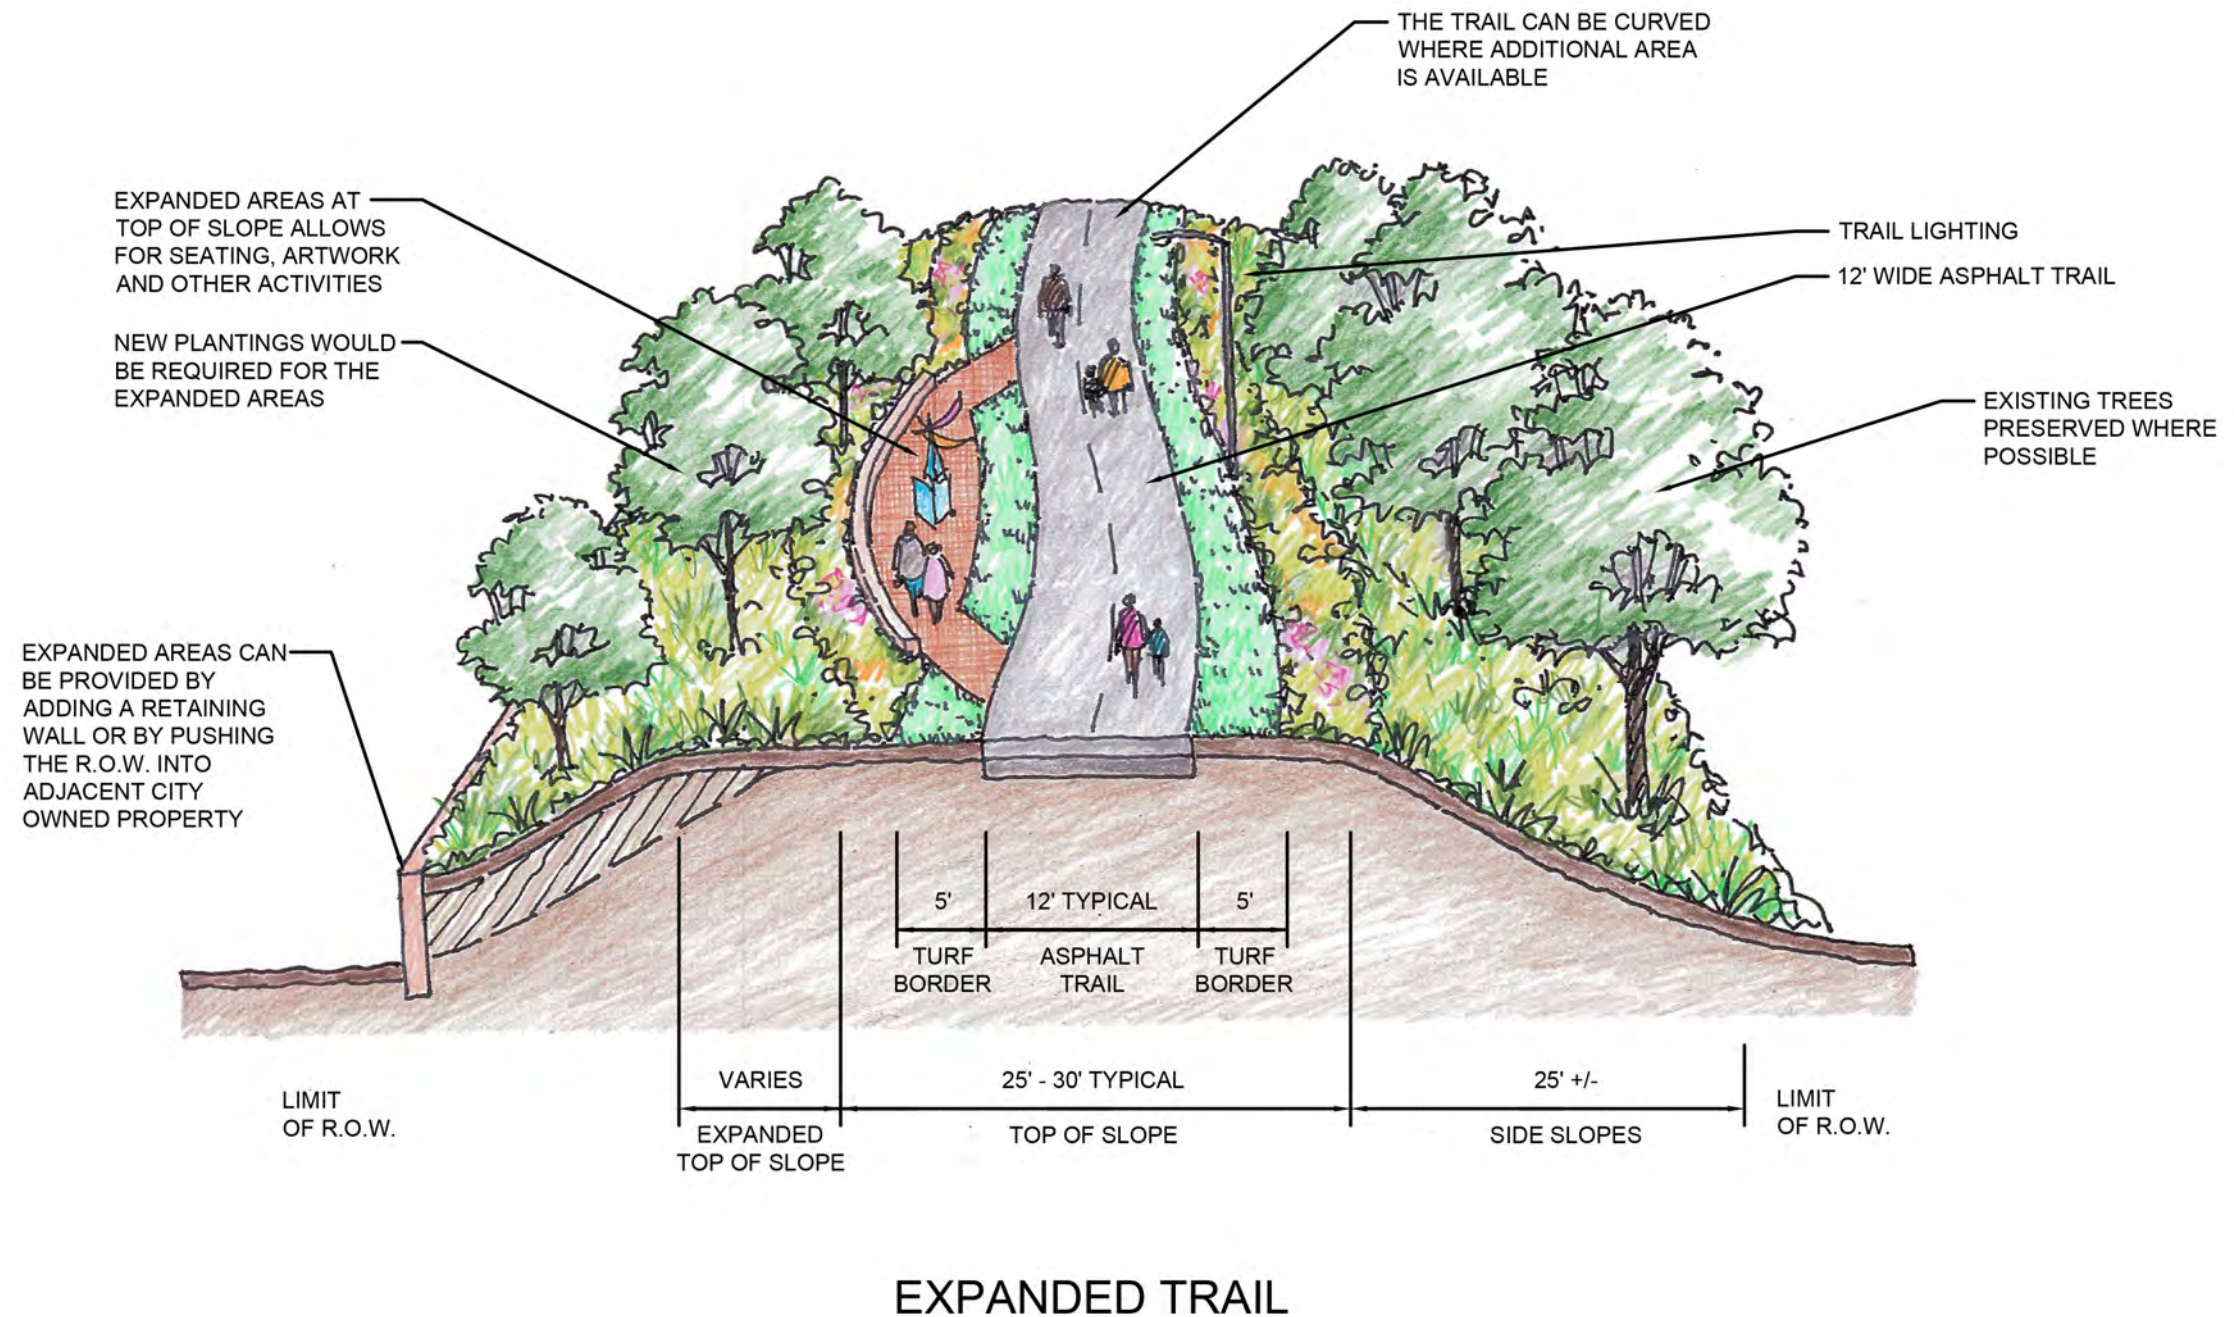 THE TRAIL CAN BE CURVED
WHERE ADDITIONAL AREA
IS AVAILABLE
EXPANDED AREAS AT
TOP OF SLOPE ALLOWS
FOR SEATING, ARTWORK
AND OTHER ACTIVITIES
NEW PLANTINGS WOULD
BE REQUIRED FOR THE
EXPANDED AREAS
EXPANDED AREAS CAN
BE PROVIDED BY
ADDING A RETAINING
WALL OR BY PUSHING
THE R.O.W. INTO
ADJACENT CITY
OWNED PROPERTY
TRAIL LIGHTING
12' WIDE ASPHALT TRAIL
EXISTING TREES
PRESERVED WHERE
POSSIBLE
5'
TURF
BORDER
12' TYPICAL
ASPHALT
TRAIL
5'
TURF
BORDER
LIMIT
OF R.O.W.
VARIES
EXPANDED
TOP OF SLOPE
25' - 30' TYPICAL
TOP OF SLOPE
25' +/-
SIDE SLOPES
LIMIT
OF R.O.W.
EXPANDED TRAIL